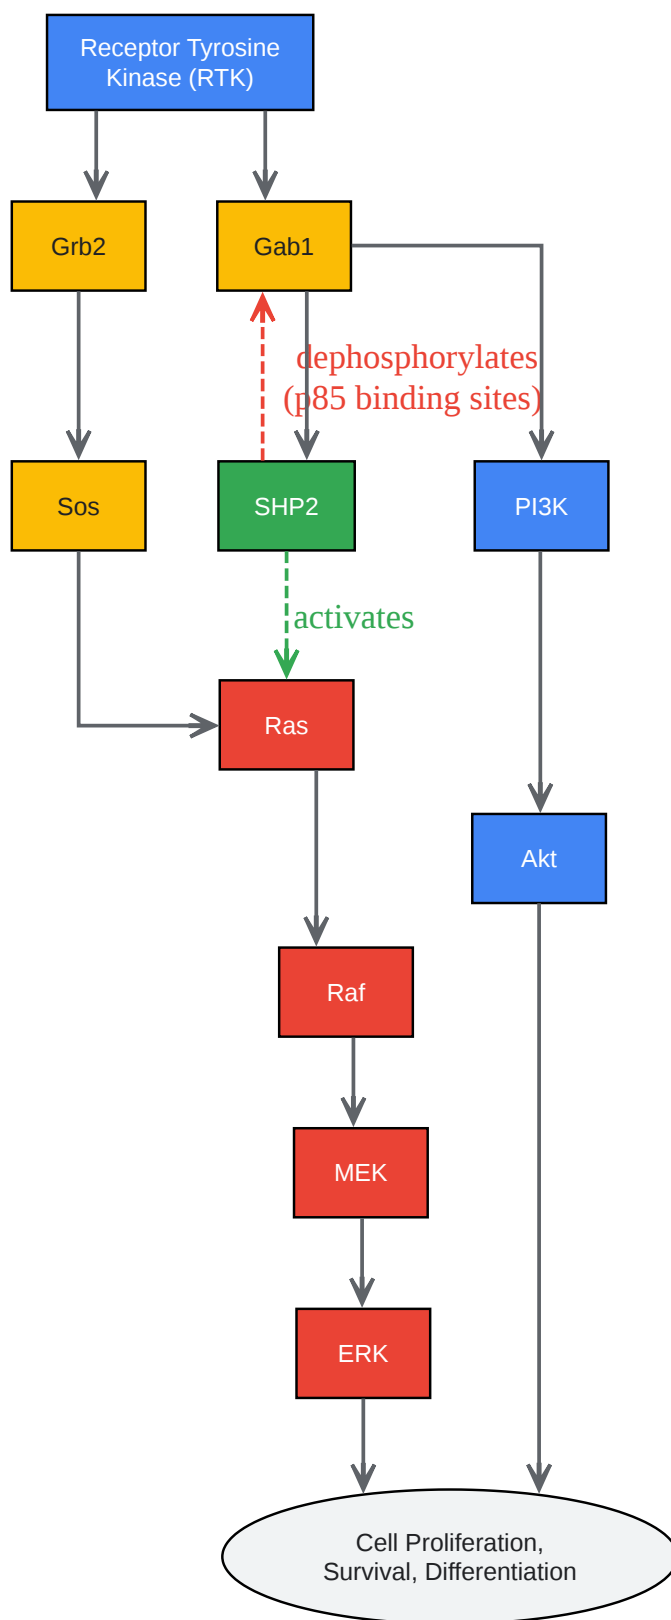 Receptor Tyrosine
Kinase (RTK)
Grb2
Gab1
dephosphorylates
(p85 binding sites)
Sos
SHP2
PI3K
activates
Ras
Akt
Raf
MEK
ERK
Cell Proliferation,
Survival, Differentiation